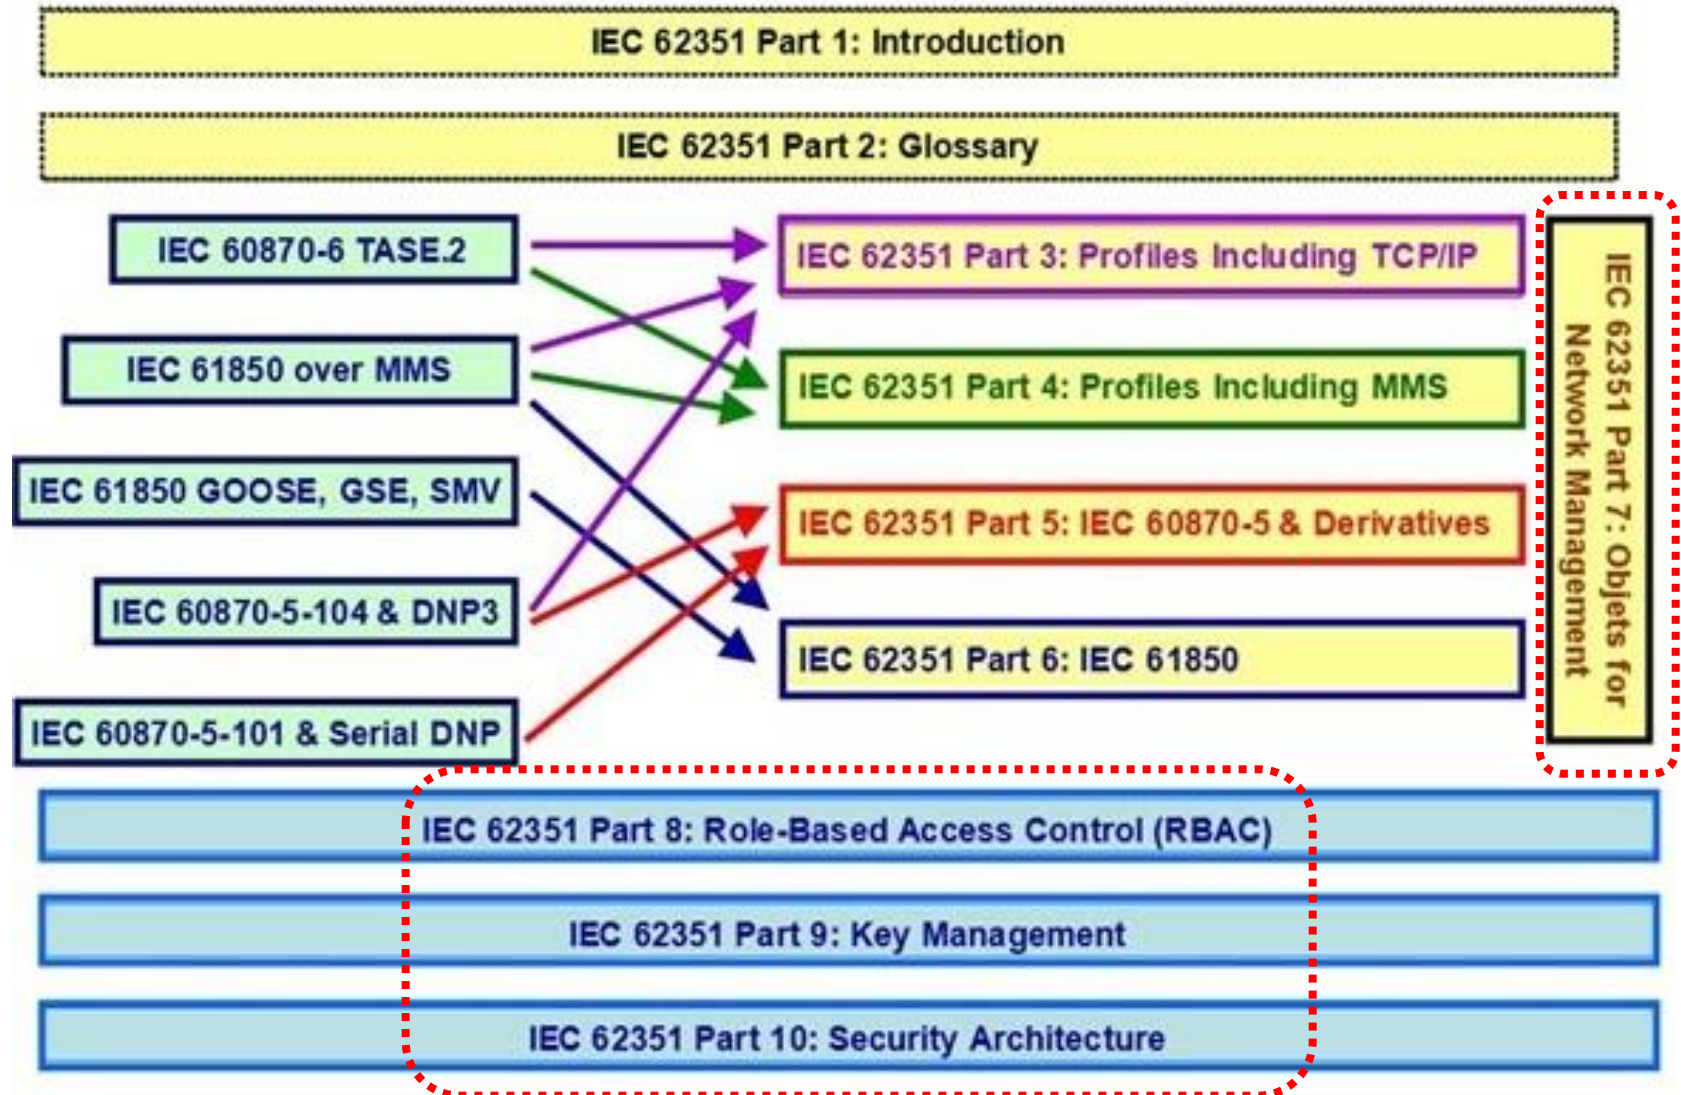 IEC 62351 Part 1: Introduction
IEC 62351 Part 2: Glossary
IEC 60870-6 TASE.2
IEC 61850 over MMS
IEC 61850 GOOSE, GSE, SMV
IEC 60870-5-104 & DNP3
IEC 60870-5-101 & Serial DNP
IEC 62351 Part 3: Profiles Including TCP/IP
IEC 62351 Part 4: Profiles Including MMS
IEC 62351 Part 5: IEC 60870-5 & Derivatives
IEC 62351 Part 6: IEC 61850
IEC 62351 Part 7: Objets for
Network Management
IEC 62351 Part 8: Role-Based Access Control (RBAC)
IEC 62351 Part 9: Key Management
IEC 62351 Part 10: Security Architecture